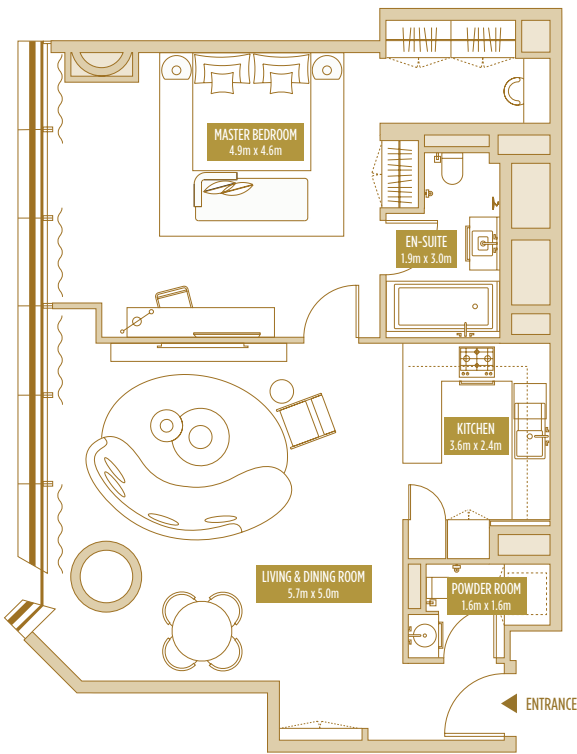 MASTER BEDROOM
4.9m x 4.6m
EN-SUITE
1.9m x 3.0m
KITCHEN
3.6m x 2.4m
LIVING & DINING ROOM
5.7m x 5.0m
POWDER ROOM
1.6m x 1.6m
ENTRANCE